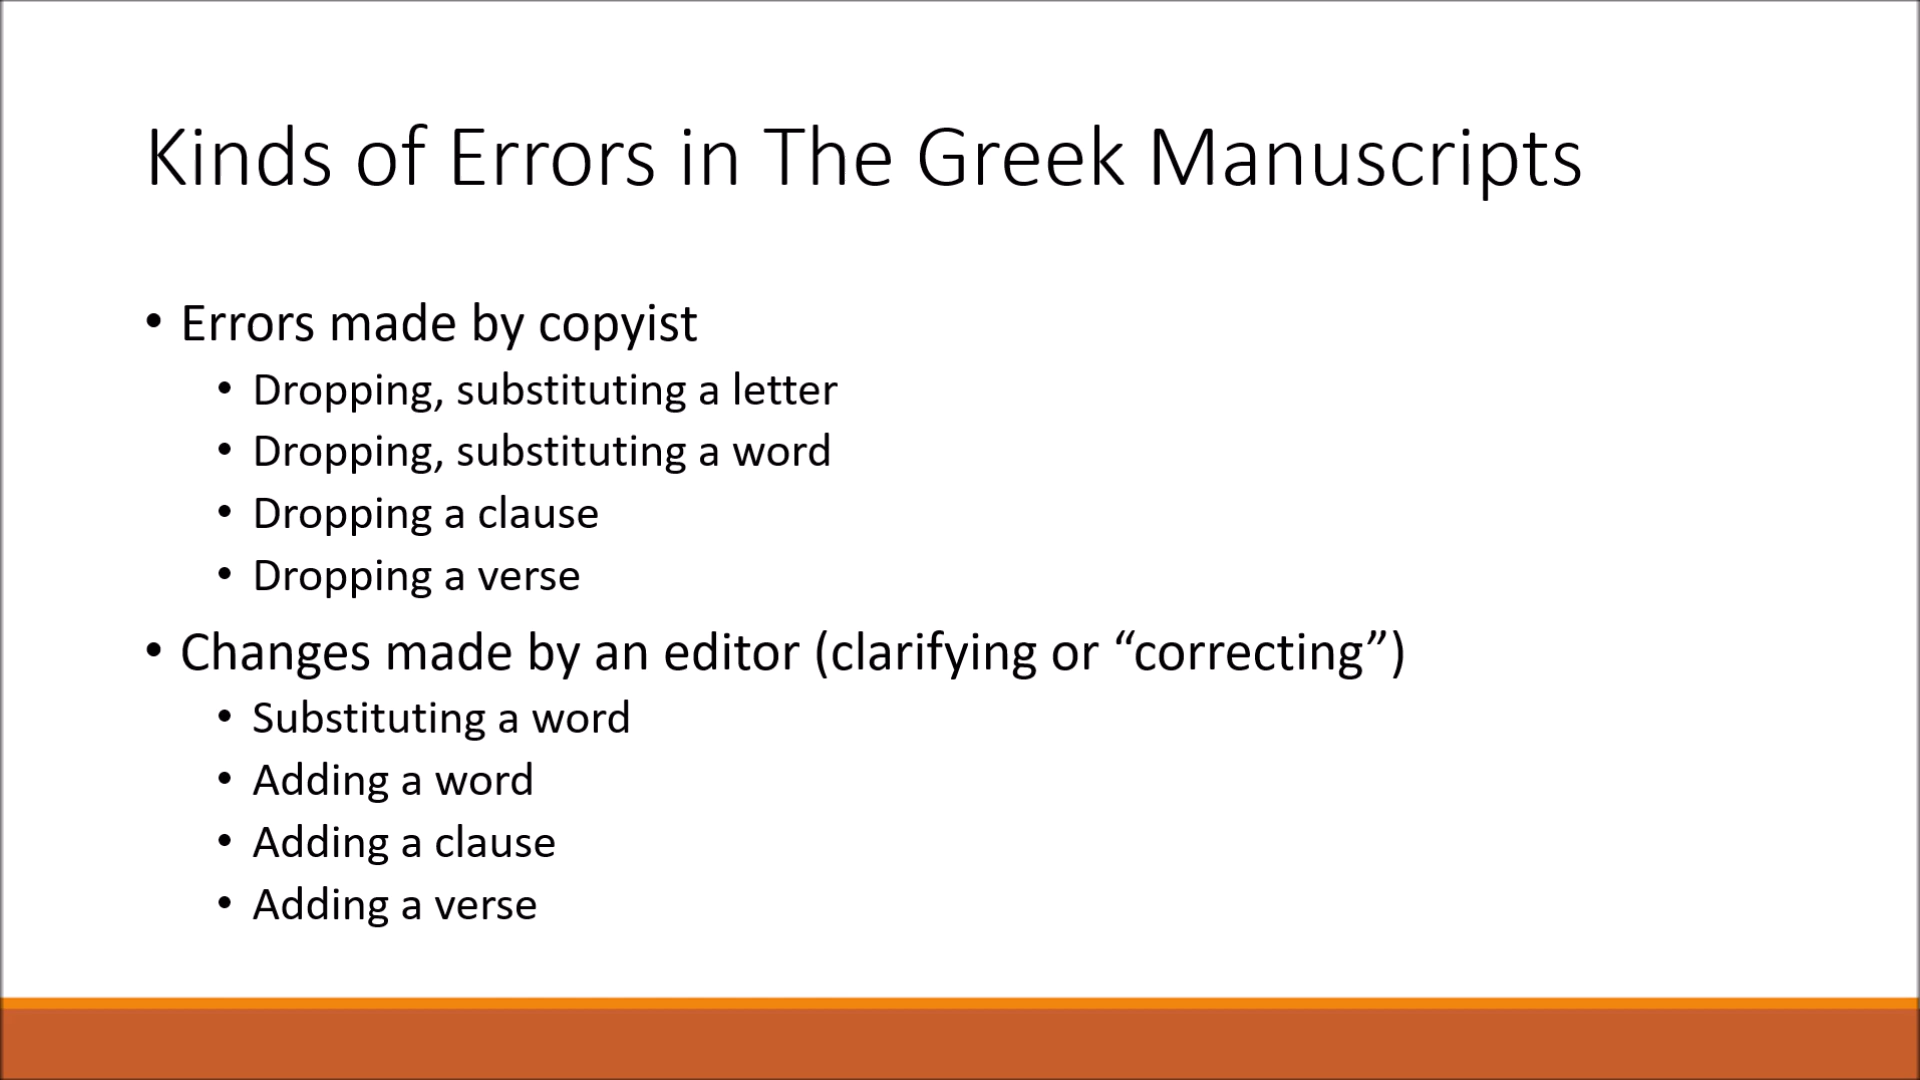 Kinds of Errors in The Greek Manuscripts
• Errors made by copyist
• Dropping, substituting a letter
• Dropping, substituting a word
• Dropping a clause
• Dropping a verse
• Changes made by an editor (clarifying or “correcting”)
• Substituting a word
• Adding a word
• Adding a clause
• Adding a verse